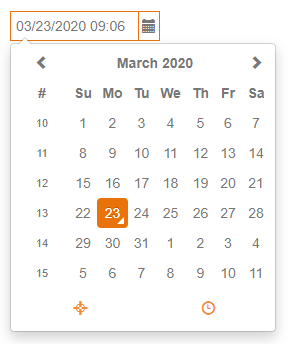 03/23/2020 09:06
March 2020
# Su Mo Tu We Th Fr Sa
10 1 2 3 4 5 6 7
11 8 9 10 11 12 13 14
12 15 16 17 18 19 20 21
13 22 23 24 25 26 27 28
14 29 30 31 1 2 3 4
15 5 6 7 8 9 10 11